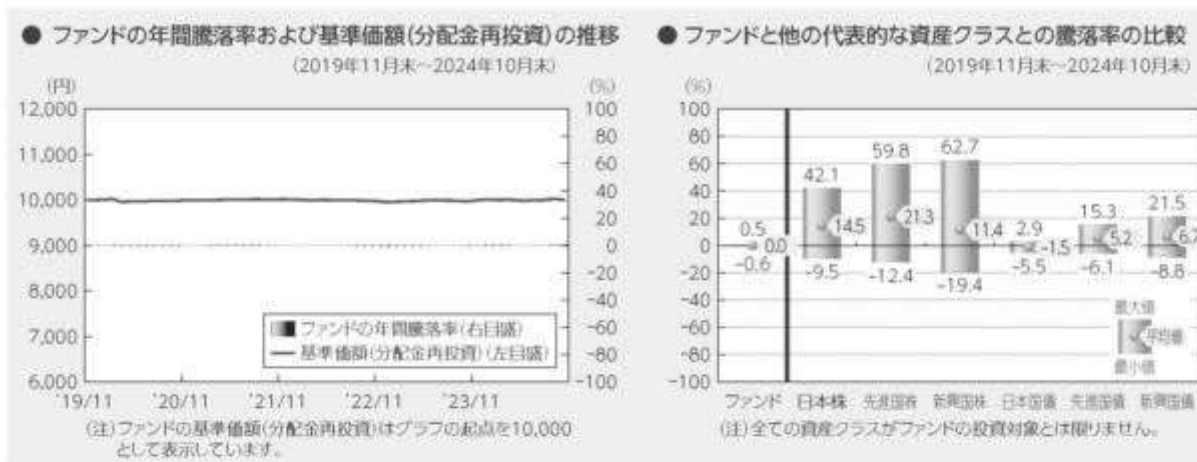 ● ファンドの年間騰落率および基準価額(分配金再投資)の推移
(2019年11月末～2024年10月末)
(円)
(%)
12,000
11,000
10,000
9,000
8,000
7,000
6,000
100
80
60
40
20
0
-20
-40
-60
-80
-100
ファンドの年間騰落率(右目盛)
基準価額(分配金再投資)(左目盛)
'19/11 '20/11 '21/11 '22/11 '23/11
(注)ファンドの基準価額(分配金再投資)はグラフの起点を10,000
として表示しています。
● ファンドと他の代表的な資産クラスとの騰落率の比較
(2019年11月末～2024年10月末)
(%)
100
80
60
40
20
0
-20
-40
-60
-80
-100
0.5 42.1 59.8 62.7 2.9 15.3 21.5
0.0 14.5 21.3 11.4 -1.5 5.2 6.7
-0.6 -9.5 -12.4 -19.4 -5.5 -6.1 -8.8
最大値
平均値
最小値
ファンド 日本株 先進国株 新興国株 日本国債 先進国債 新興国債
(注)全ての資産クラスがファンドの投資対象とは限りません。